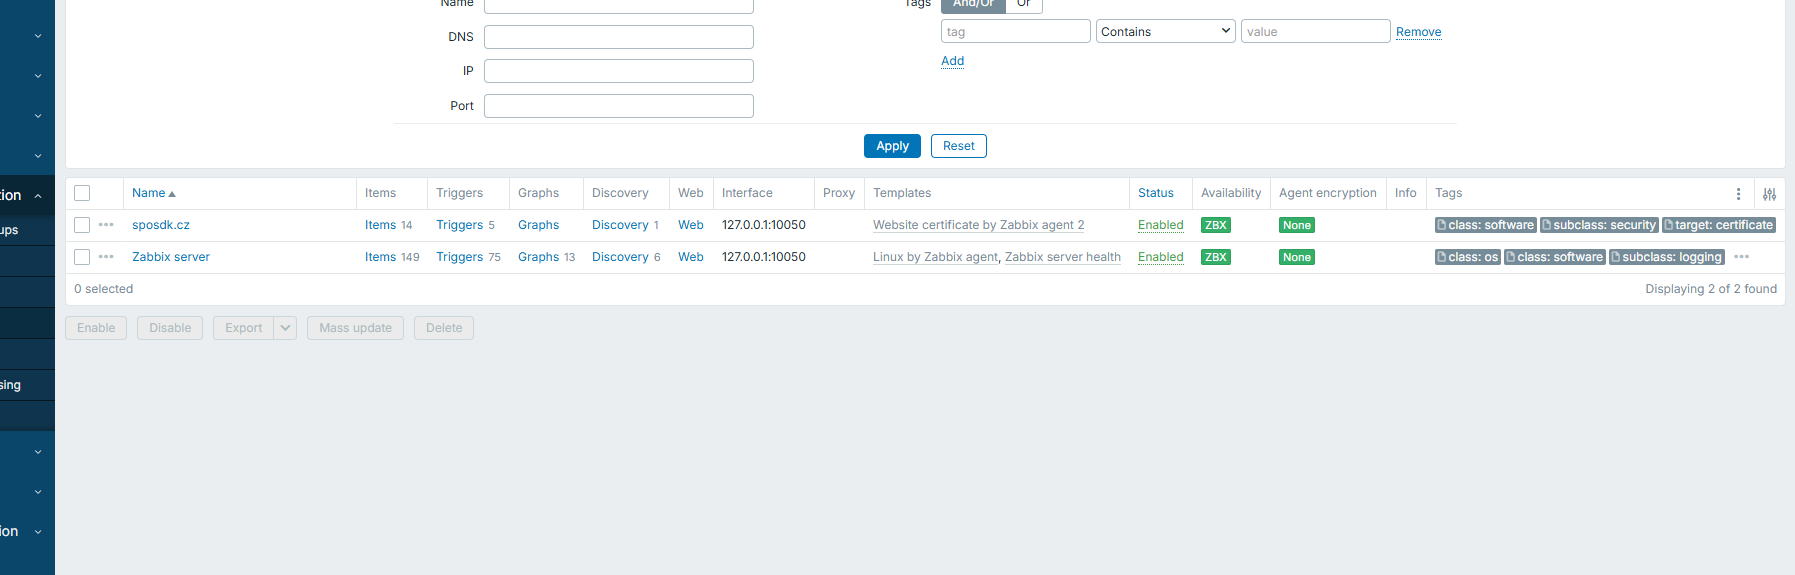 Name Tags And/Or Or
tag Contains value Remove
DNS
Add
IP
Port
Apply Reset
tion
Name Items Triggers Graphs Discovery Web Interface Proxy Templates Status Availability Agent encryption Info Tags
ups
sposdk.cz Items 14 Triggers 5 Graphs Discovery 1 Web 127.0.0.1:10050 Website certificate by Zabbix agent 2 Enabled ZBX None class: software subclass: security target: certificate
Zabbix server Items 149 Triggers 75 Graphs 13 Discovery 6 Web 127.0.0.1:10050 Linux by Zabbix agent, Zabbix server health Enabled ZBX None class: os class: software subclass: logging
0 selected Displaying 2 of 2 found
Enable Disable Export Mass update Delete
sing
ion